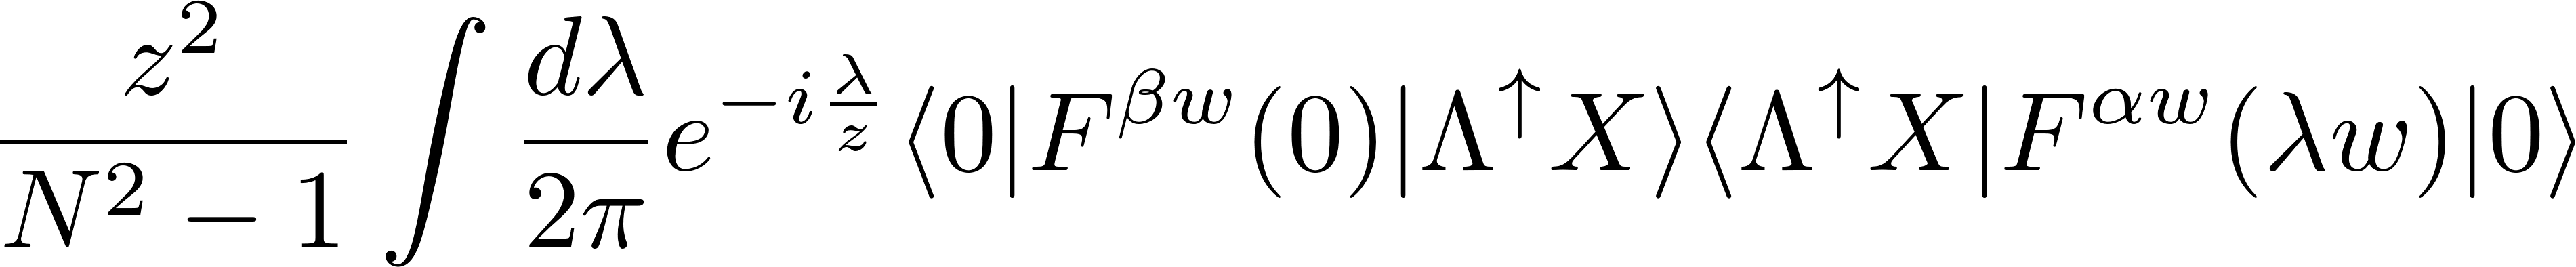 \frac{z^2}{N^2-1} \int \frac{d\lambda}{2\pi} e^{-i\frac{\lambda}{z}} \langle 0|F^{\beta w}(0)|\Lambda^{\uparrow} X\rangle \langle \Lambda^{\uparrow} X|F^{\alpha w}(\lambda w)|0\rangle